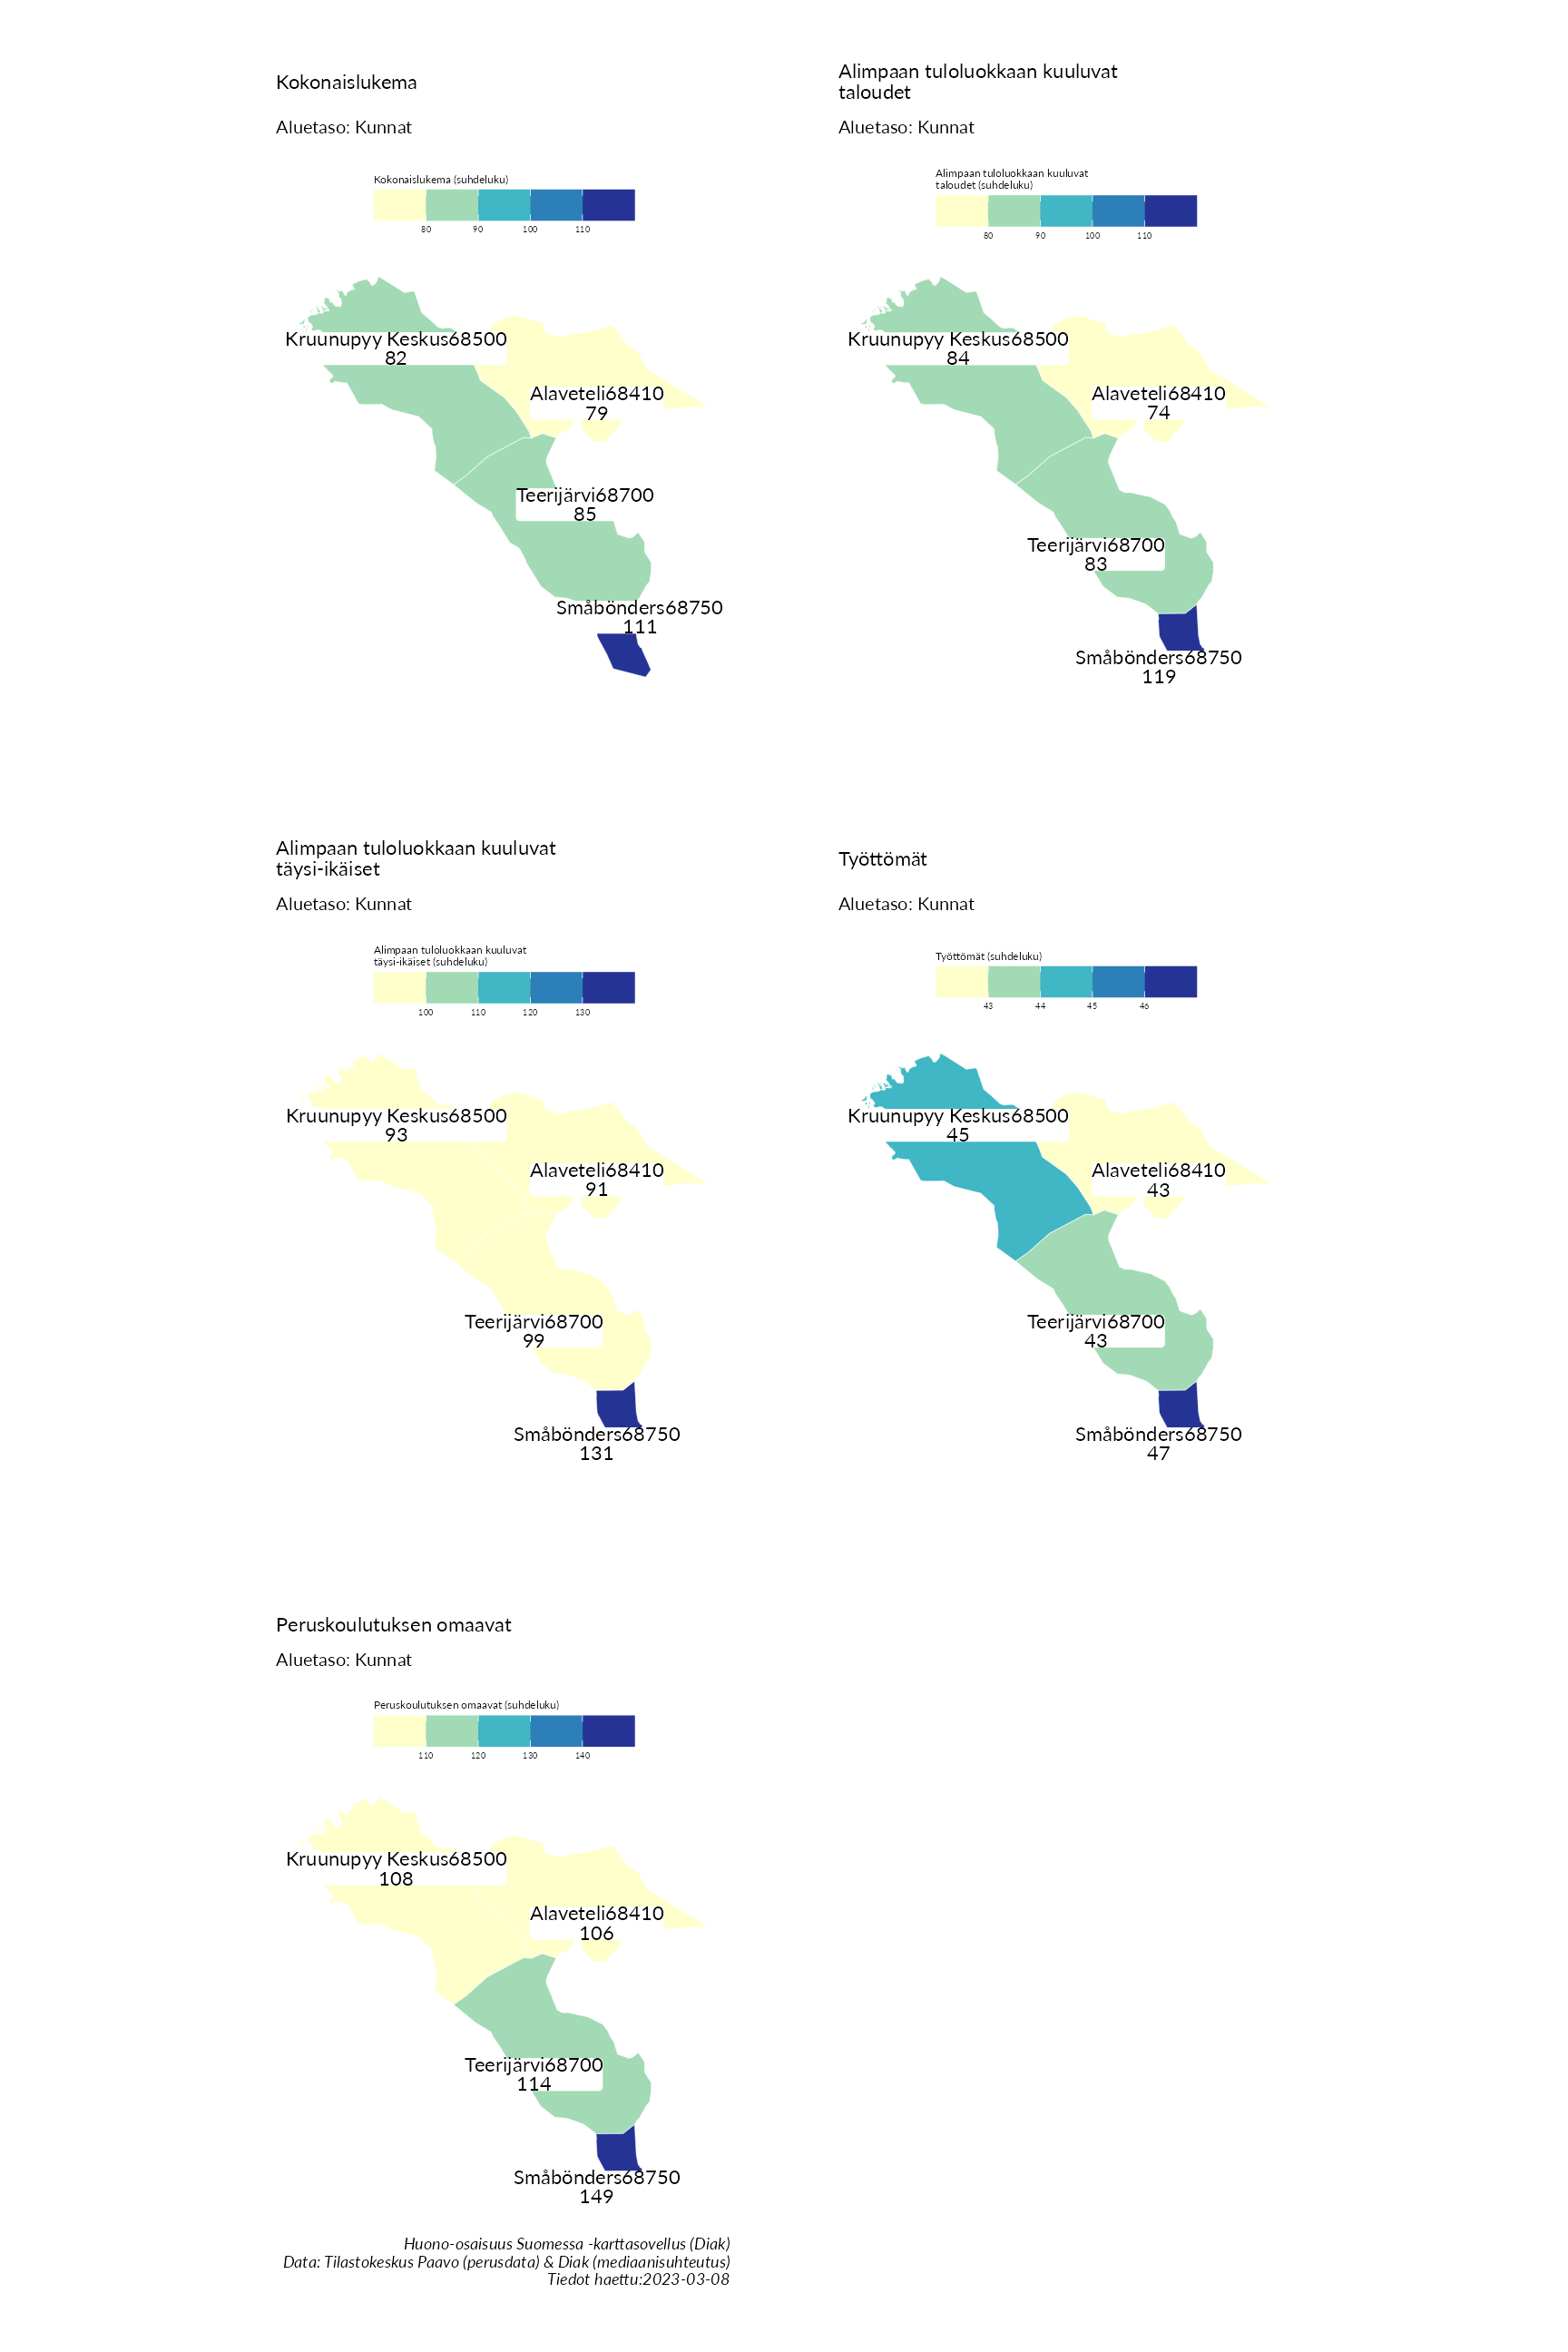 Kokonaislukema
Aluetaso: Kunnat
Kokonaislukema (suhdeluku)
80 90 100 110
Kruunupyy Keskus68500
82
Alaveteli68410
79
Teerijärvi68700
85
Småbönders68750
111
Alimpaan tuloluokkaan kuuluvat
taloudet
Aluetaso: Kunnat
Alimpaan tuloluokkaan kuuluvat
taloudet (suhdeluku)
80 90 100 110
Kruunupyy Keskus68500
84
Alaveteli68410
74
Teerijärvi68700
83
Småbönders68750
119
Alimpaan tuloluokkaan kuuluvat
täysi-ikäiset
Aluetaso: Kunnat
Alimpaan tuloluokkaan kuuluvat
täysi-ikäiset (suhdeluku)
100 110 120 130
Kruunupyy Keskus68500
93
Alaveteli68410
91
Teerijärvi68700
99
Småbönders68750
131
Työttömät
Aluetaso: Kunnat
Työttömät (suhdeluku)
43 44 45 46
Kruunupyy Keskus68500
45
Alaveteli68410
43
Teerijärvi68700
43
Småbönders68750
47
Peruskoulutuksen omaavat
Aluetaso: Kunnat
Peruskoulutuksen omaavat (suhdeluku)
110 120 130 140
Kruunupyy Keskus68500
108
Alaveteli68410
106
Teerijärvi68700
114
Småbönders68750
149
Huono-osaisuus Suomessa -karttasovellus (Diak)
Data: Tilastokeskus Paavo (perusdata) & Diak (mediaanisuhteutus)
Tiedot haettu:2023-03-08